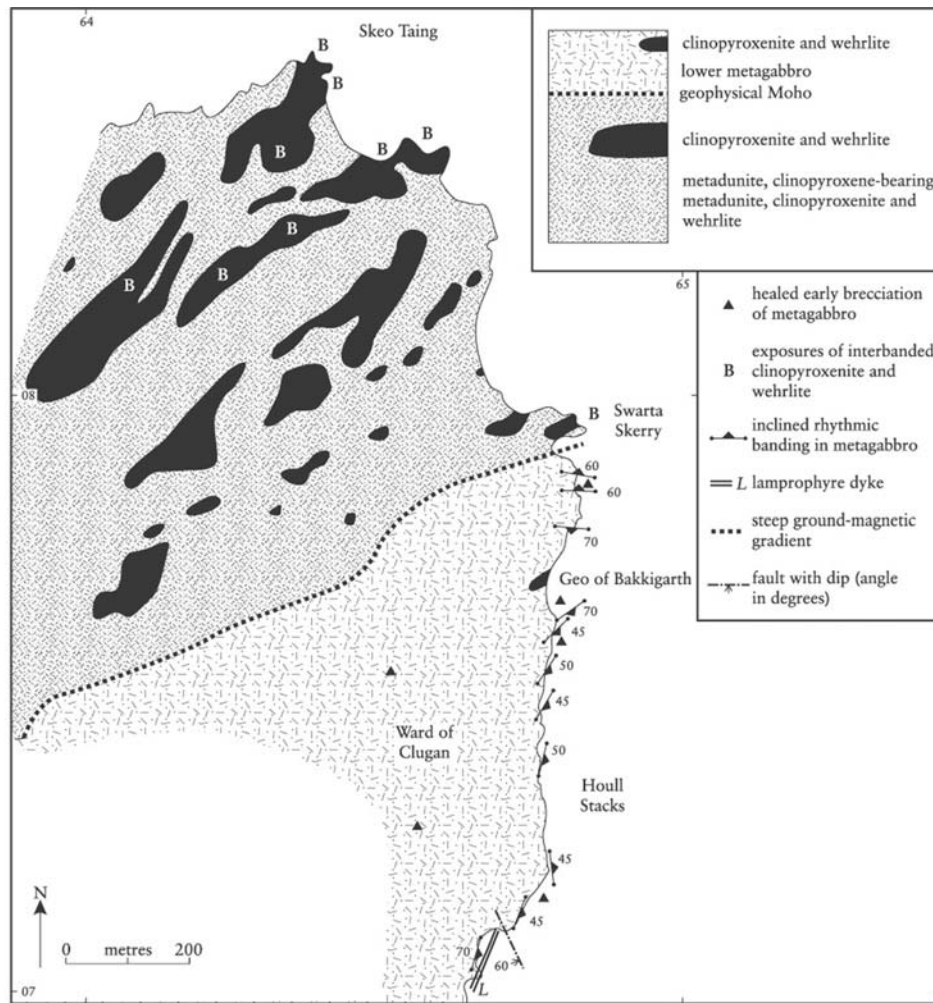 64
Skeo Taing
B
B
B
B
B
B
B
B
B
08
Swarta
Skerry
60
60
70
Geo of Bakkigarth
70
45
50
45
Ward of
Clugan
50
Houll
Stacks
45
45
70
60
L
N
0 metres 200
07
clinopyroxenite and wehrlite
lower metagabbro
geophysical Moho
clinopyroxenite and wehrlite
metadunite, clinopyroxene-bearing
metadunite, clinopyroxenite and
wehrlite
65
healed early brecciation
of metagabbro
B exposures of interbanded
clinopyroxenite and
wehrlite
inclined rhythmic
banding in metagabbro
L lamprophyre dyke
steep ground-magnetic
gradient
fault with dip (angle
in degrees)